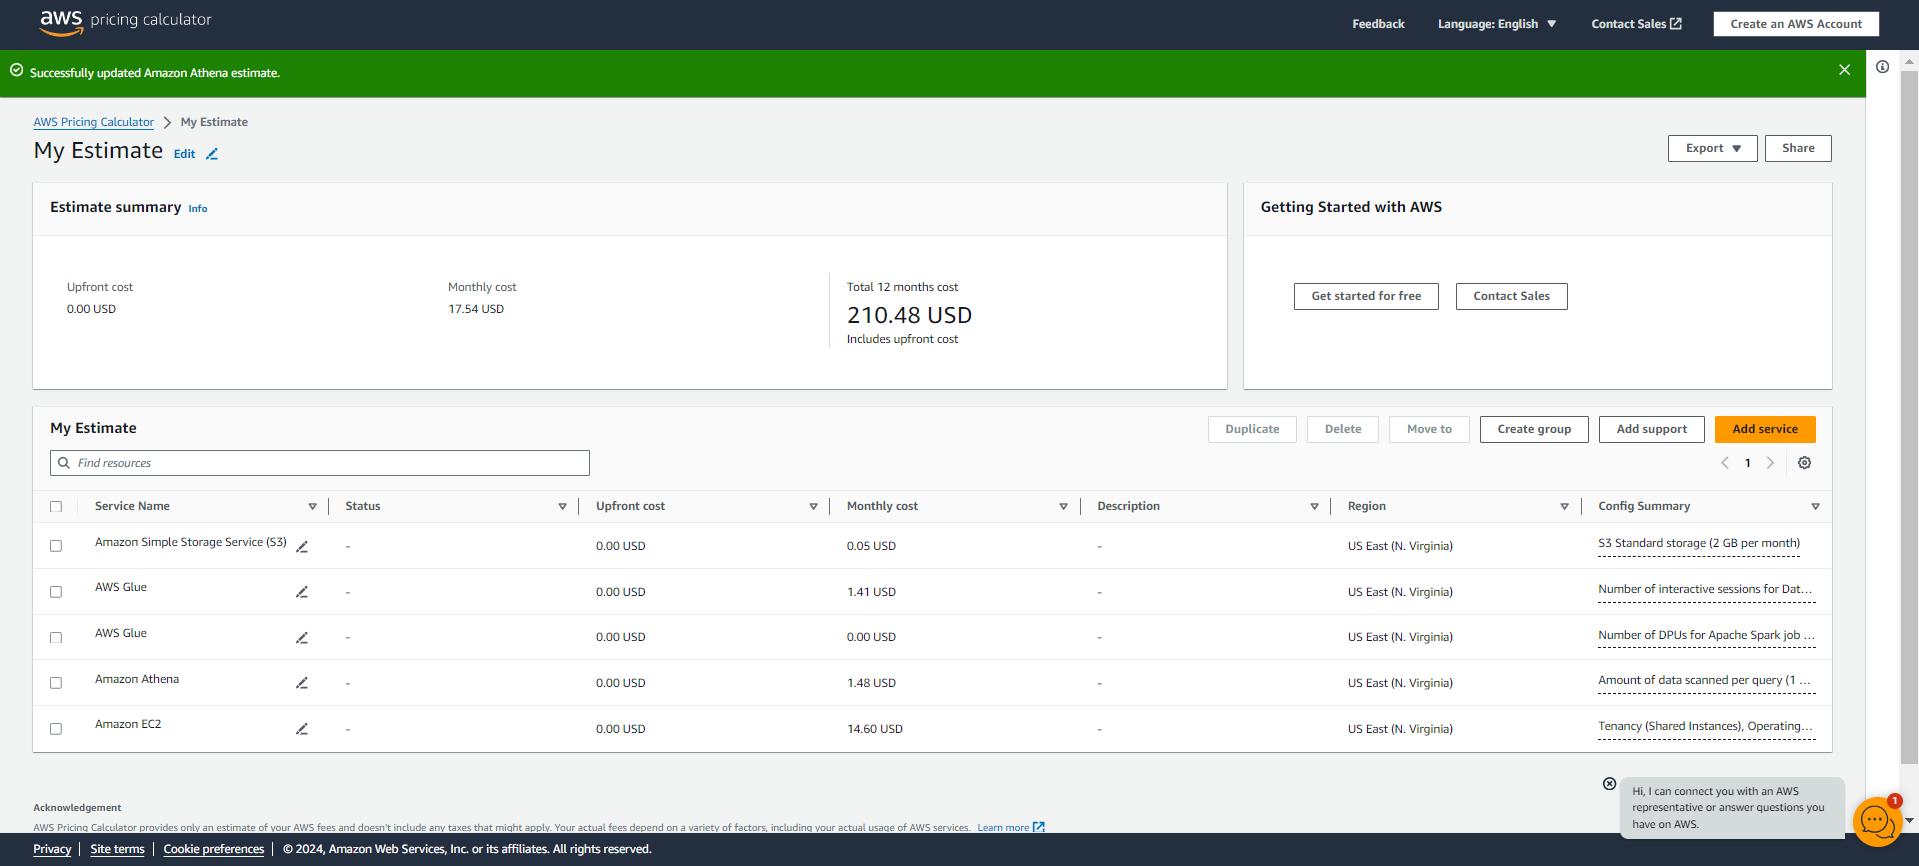 aws pricing calculator
Feedback
Language: English
Contact Sales
Create an AWS Account
Successfully updated Amazon Athena estimate.
AWS Pricing Calculator
My Estimate
My Estimate
Edit
Export
Share
Estimate summary
Info
Getting Started with AWS
Upfront cost
0.00 USD
Monthly cost
17.54 USD
Total 12 months cost
210.48 USD
Includes upfront cost
Get started for free
Contact Sales
My Estimate
Duplicate
Delete
Move to
Create group
Add support
Add service
Find resources
1
Service Name
Status
Upfront cost
Monthly cost
Description
Region
Config Summary
Amazon Simple Storage Service (S3)
-
0.00 USD
0.05 USD
-
US East (N. Virginia)
S3 Standard storage (2 GB per month)
AWS Glue
-
0.00 USD
1.41 USD
-
US East (N. Virginia)
Number of interactive sessions for Dat...
AWS Glue
-
0.00 USD
0.00 USD
-
US East (N. Virginia)
Number of DPUs for Apache Spark job ...
Amazon Athena
-
0.00 USD
1.48 USD
-
US East (N. Virginia)
Amount of data scanned per query (1 ...
Amazon EC2
-
0.00 USD
14.60 USD
-
US East (N. Virginia)
Tenancy (Shared Instances), Operating...
Hi, I can connect you with an AWS
representative or answer questions you
have on AWS.
1
Acknowledgement
AWS Pricing Calculator provides only an estimate of your AWS fees and doesn't include any taxes that might apply. Your actual fees depend on a variety of factors, including your actual usage of AWS services. Learn more
Privacy
Site terms
Cookie preferences
© 2024, Amazon Web Services, Inc. or its affiliates. All rights reserved.